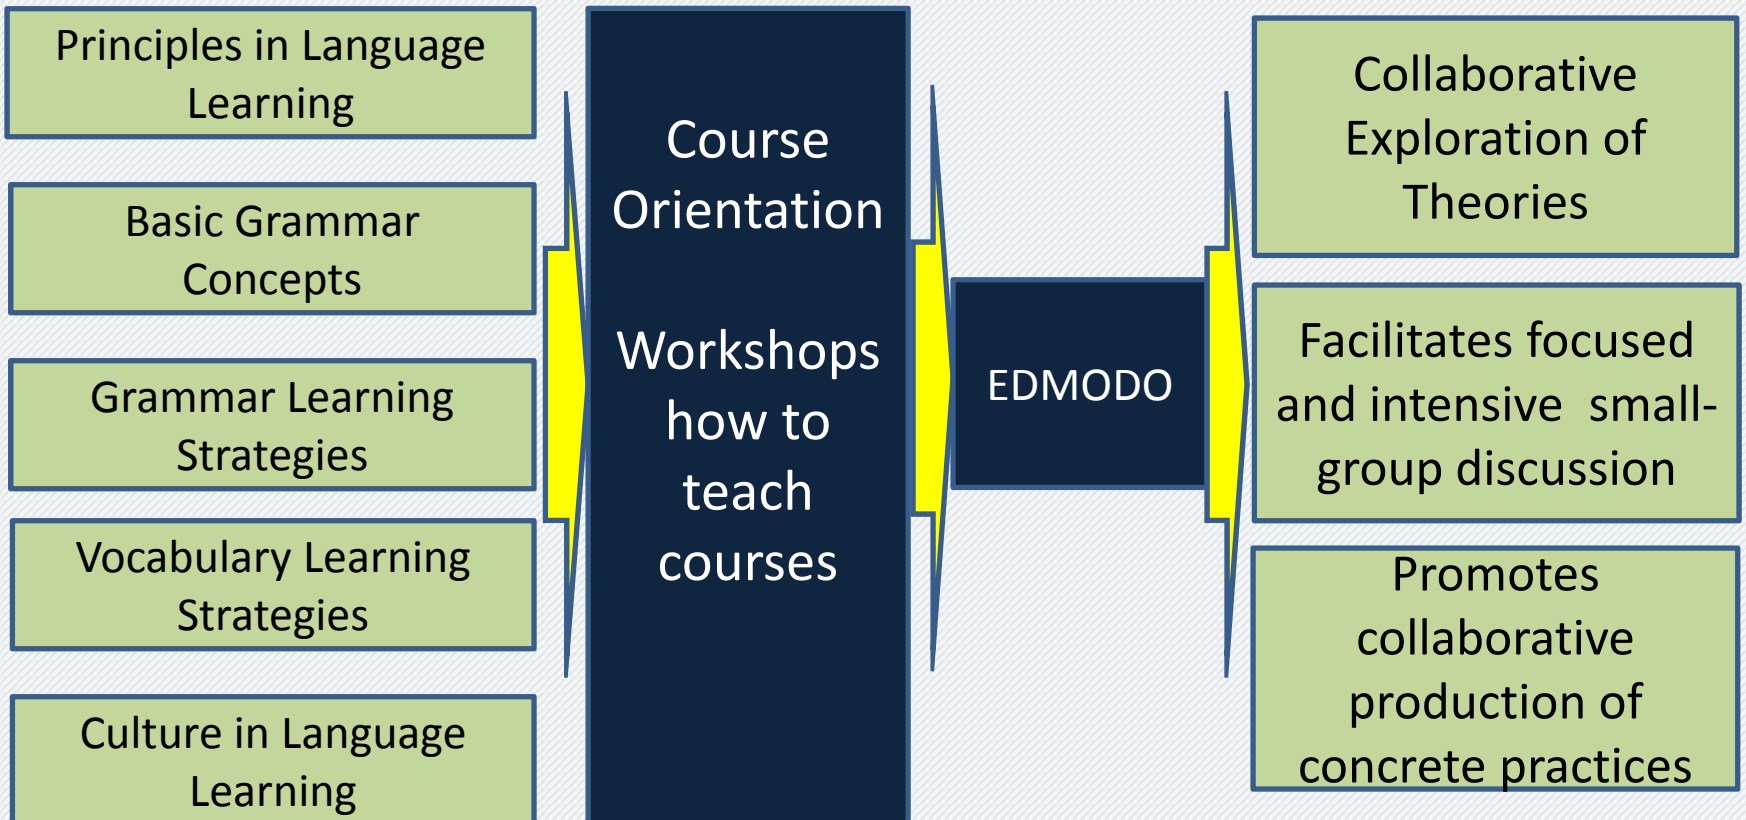 Principles in Language
Learning
Basic Grammar
Concepts
Grammar Learning
Strategies
Vocabulary Learning
Strategies
Culture in Language
Learning
Course
Orientation
Workshops
how to
teach
courses
EDMODO
Collaborative
Exploration of
Theories
Facilitates focused
and intensive small-
group discussion
Promotes
collaborative
production of
concrete practices